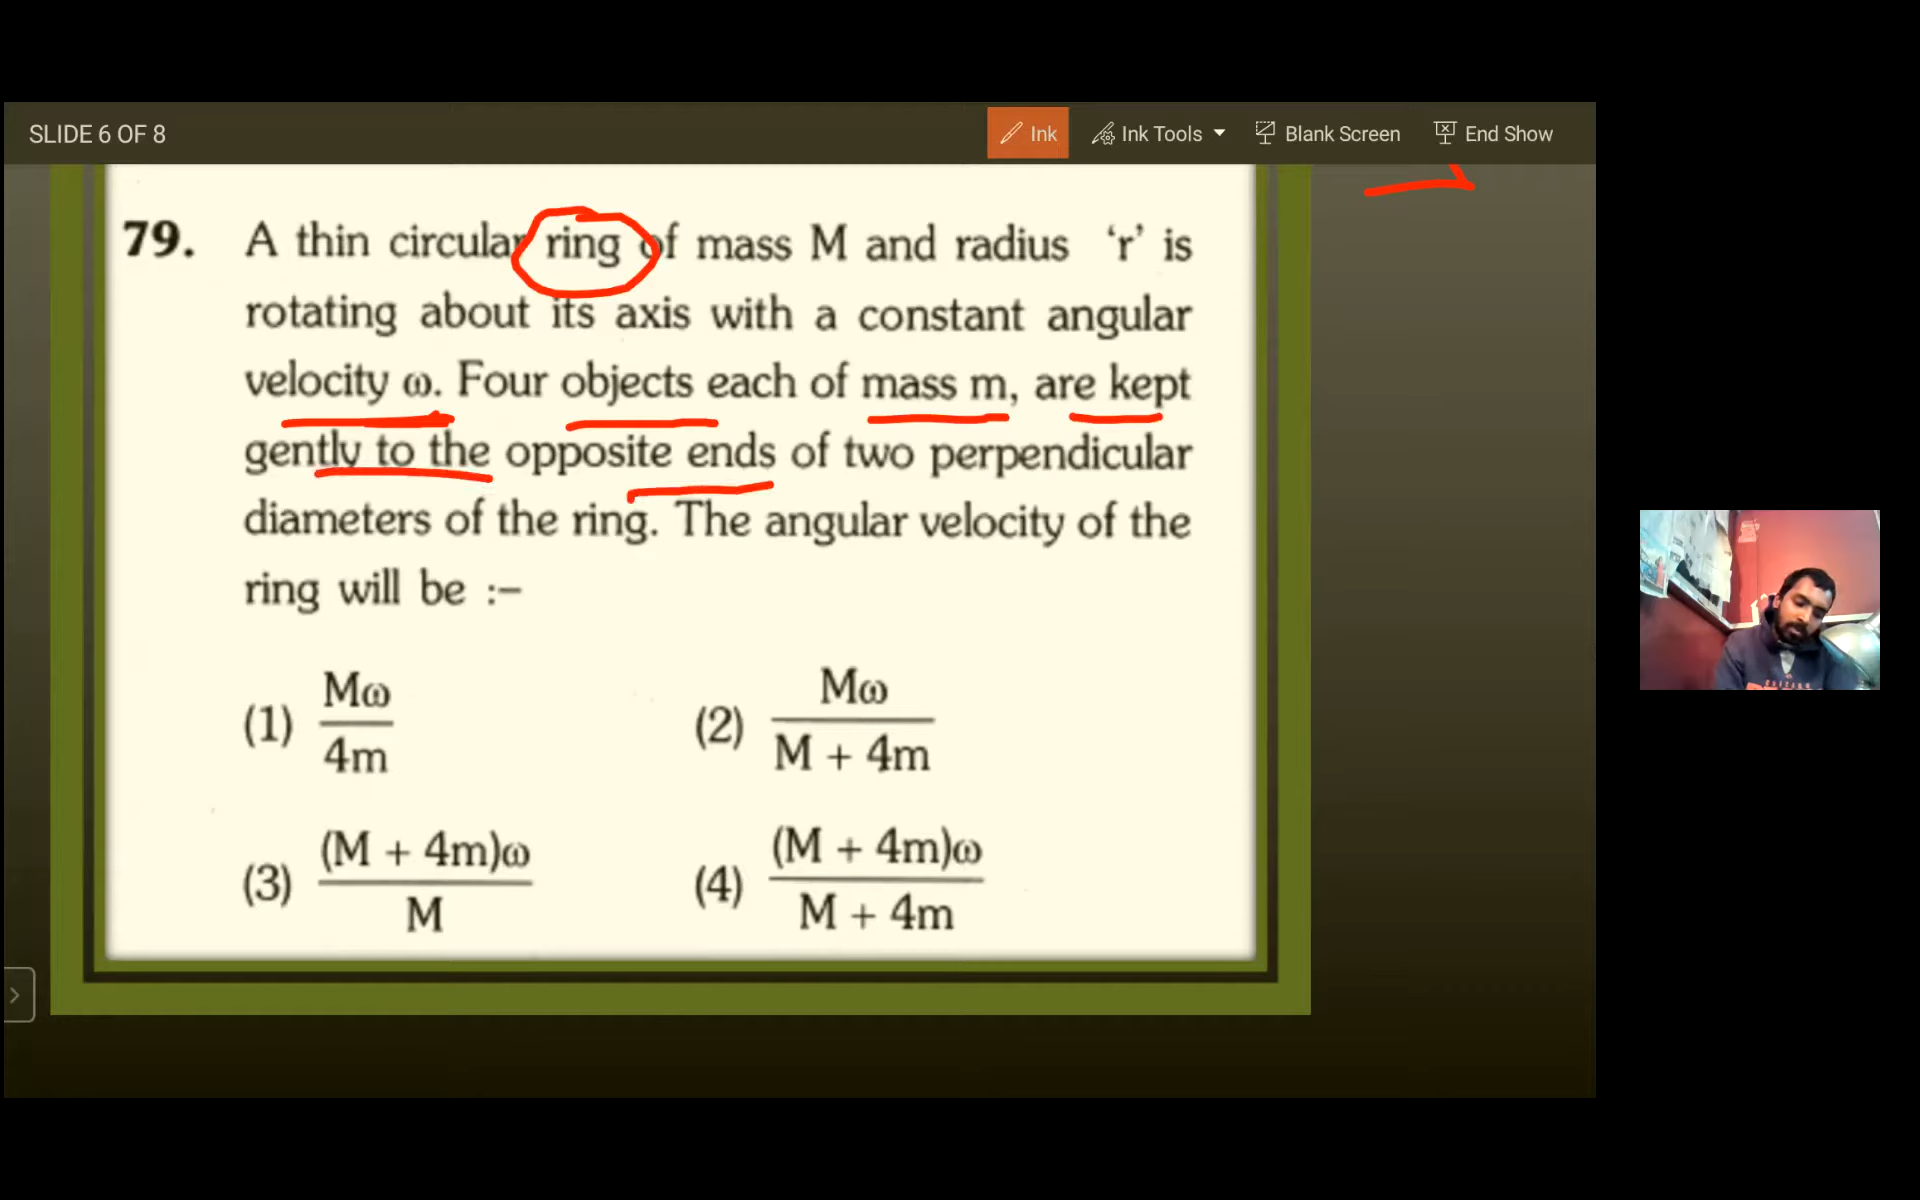 SLIDE 6 OF 8
Ink
Ink Tools
Blank Screen
End Show
79. A thin circular ring of mass M and radius ‘r’ is
rotating about its axis with a constant angular
velocity ω. Four objects each of mass m, are kept
gently to the opposite ends of two perpendicular
diameters of the ring. The angular velocity of the
ring will be :–
(1) Mω / 4m
(2) Mω / M + 4m
(3) (M + 4m)ω / M
(4) (M + 4m)ω / M + 4m